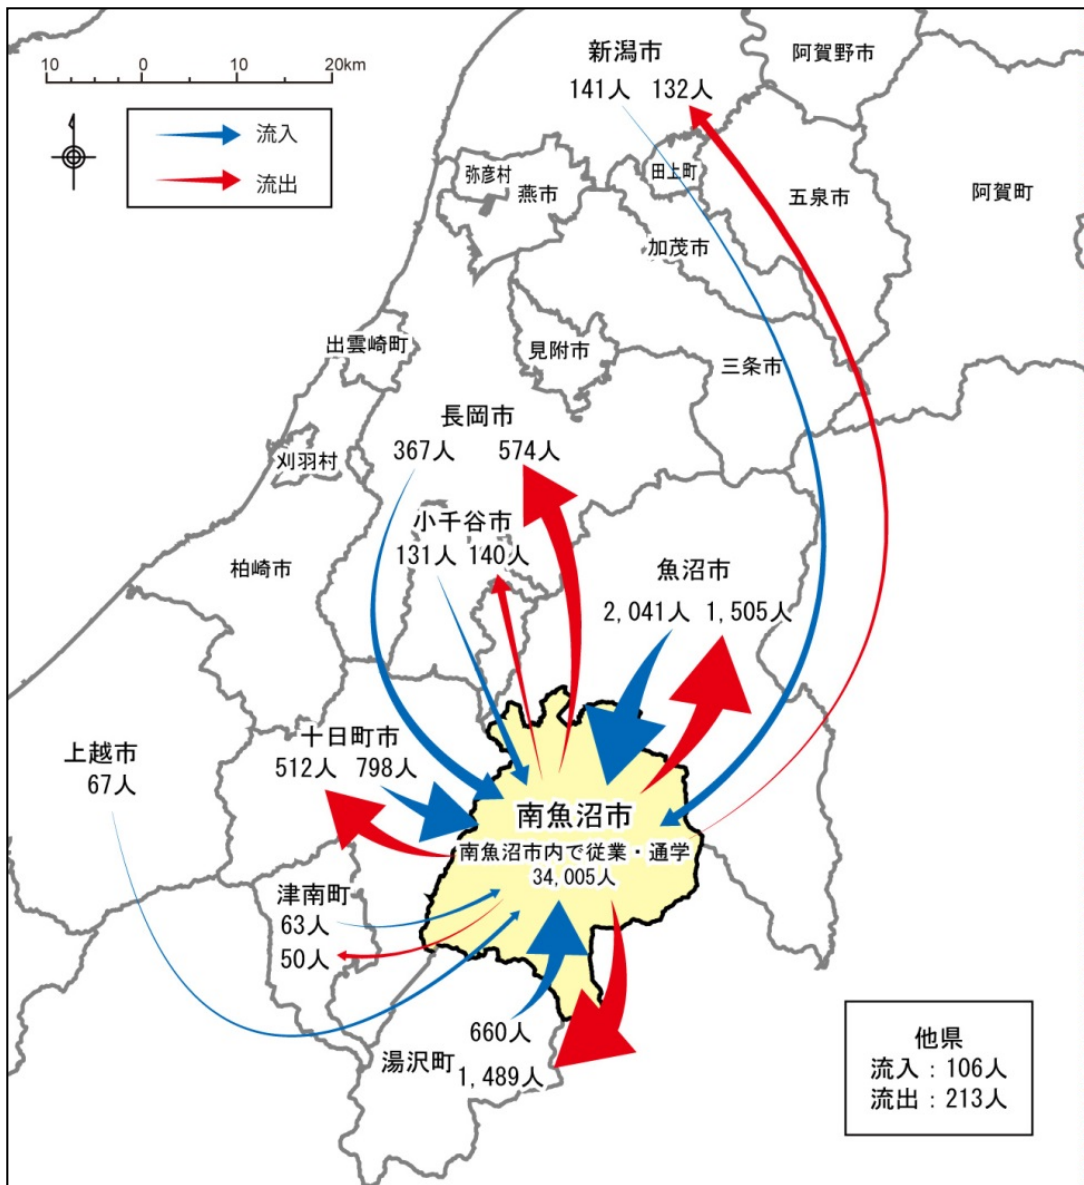 新潟市
141人 132人
阿賀野市
10 0 10 20km
流入
流出
弥彦村
燕市
田上町
五泉市
阿賀町
加茂市
出雲崎町
見附市
三条市
長岡市
367人 574人
刈羽村
小千谷市
131人 140人
柏崎市
魚沼市
2,041人 1,505人
十日町市
512人 798人
上越市
67人
南魚沼市
南魚沼市内で従業・通学
34,005人
津南町
63人
50人
660人
湯沢町
1,489人
他県
流入：106人
流出：213人